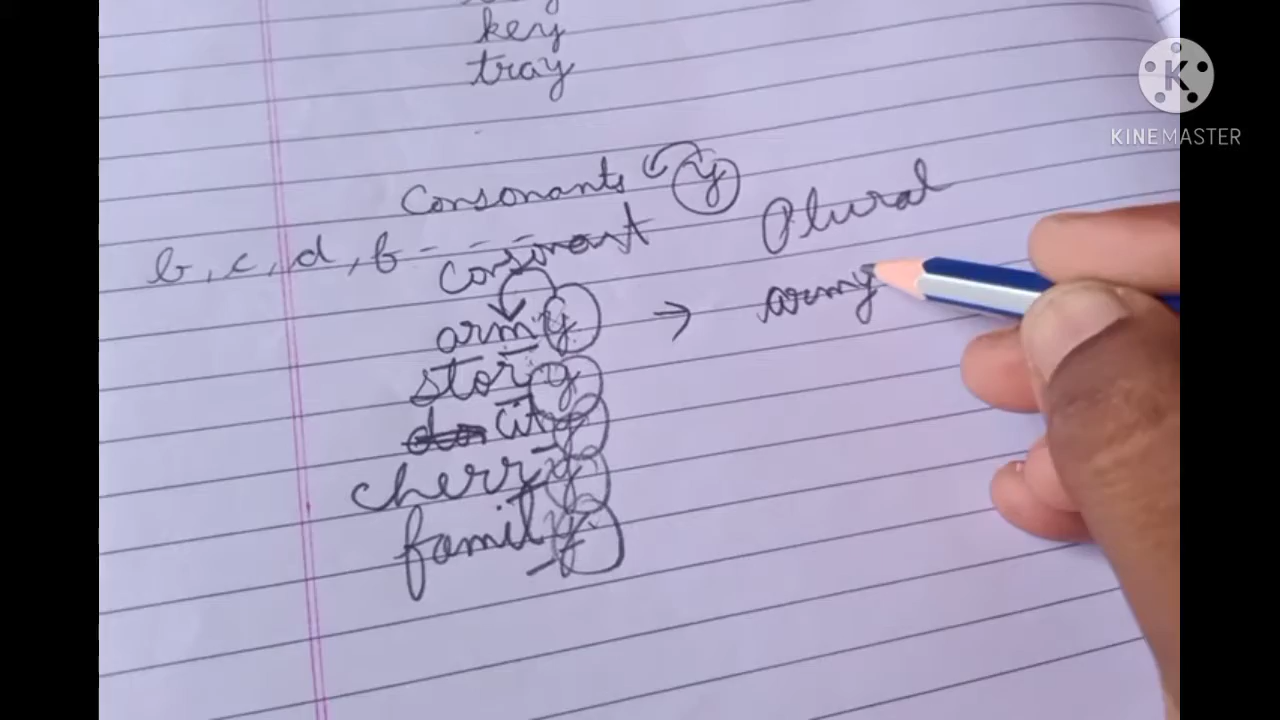 key
tray
consonants y
Plural
b, c, d, f - - - -
consonant
army → army
story
city
cherry
family
KINEMASTER